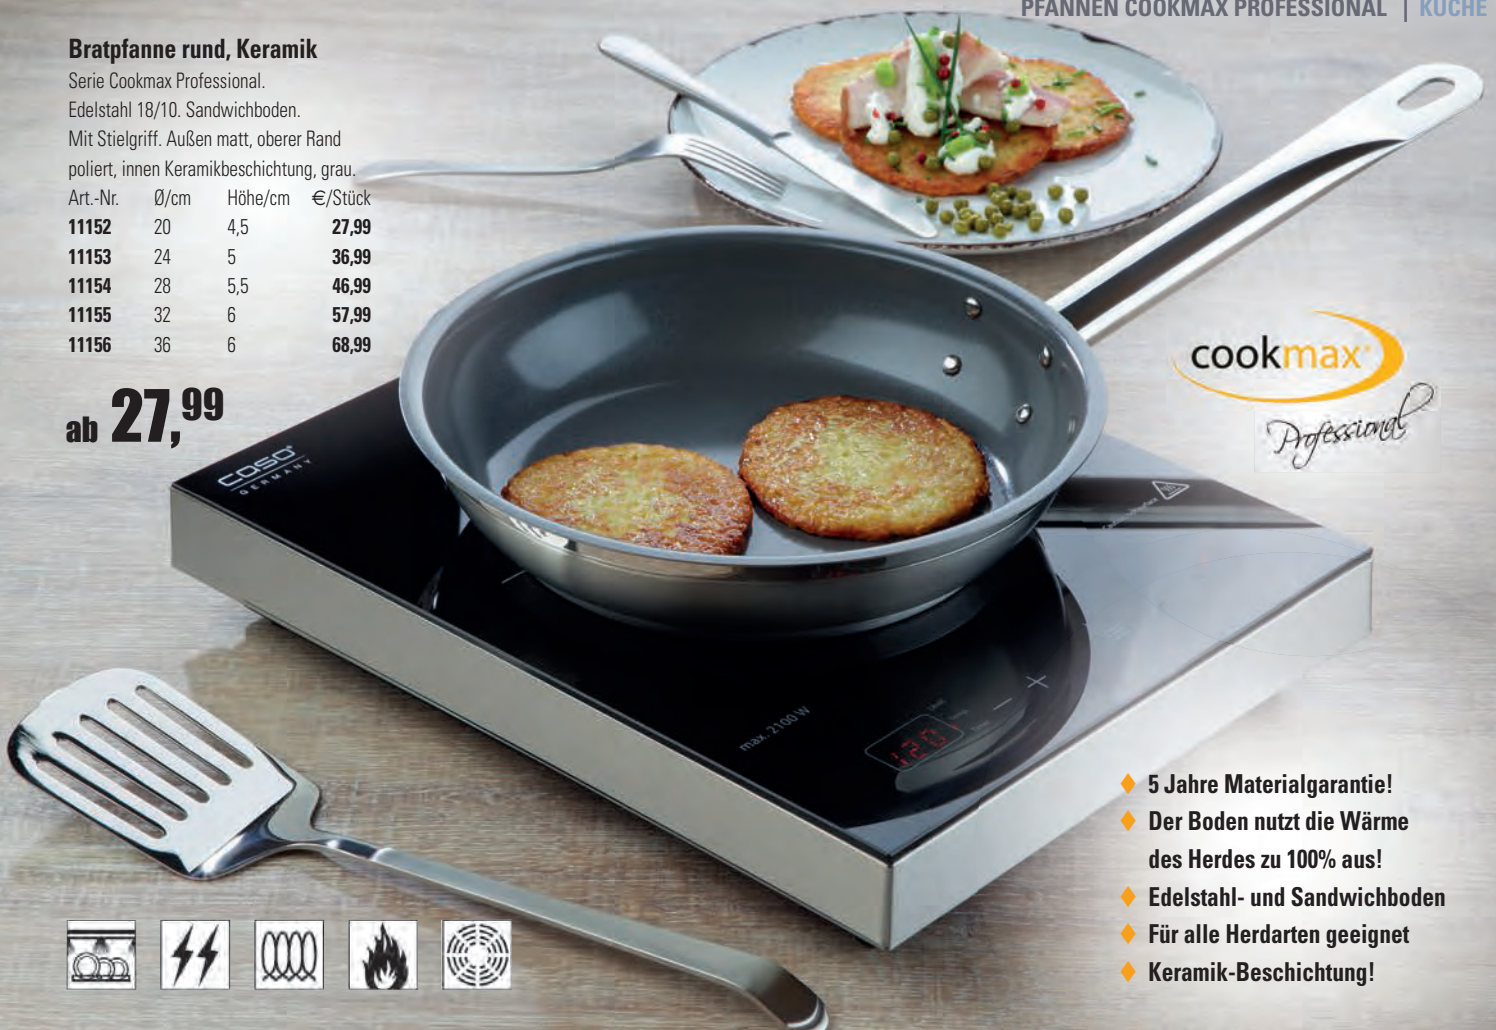 PFANNEN COOKMAX PROFESSIONAL | KÜCHE
Bratpfanne rund, Keramik
Serie Cookmax Professional.
Edelstahl 18/10. Sandwichboden.
Mit Stielgriff. Außen matt, oberer Rand
poliert, innen Keramikbeschichtung, grau.
Art.-Nr. Ø/cm Höhe/cm €/Stück
11152 20 4,5 27,99
11153 24 5 36,99
11154 28 5,5 46,99
11155 32 6 57,99
11156 36 6 68,99
ab 27,99
cookmax®
Professional
caso®
GERMANY
max. 2100 W
120
♦ 5 Jahre Materialgarantie!
♦ Der Boden nutzt die Wärme
des Herdes zu 100% aus!
♦ Edelstahl- und Sandwichboden
♦ Für alle Herdarten geeignet
♦ Keramik-Beschichtung!